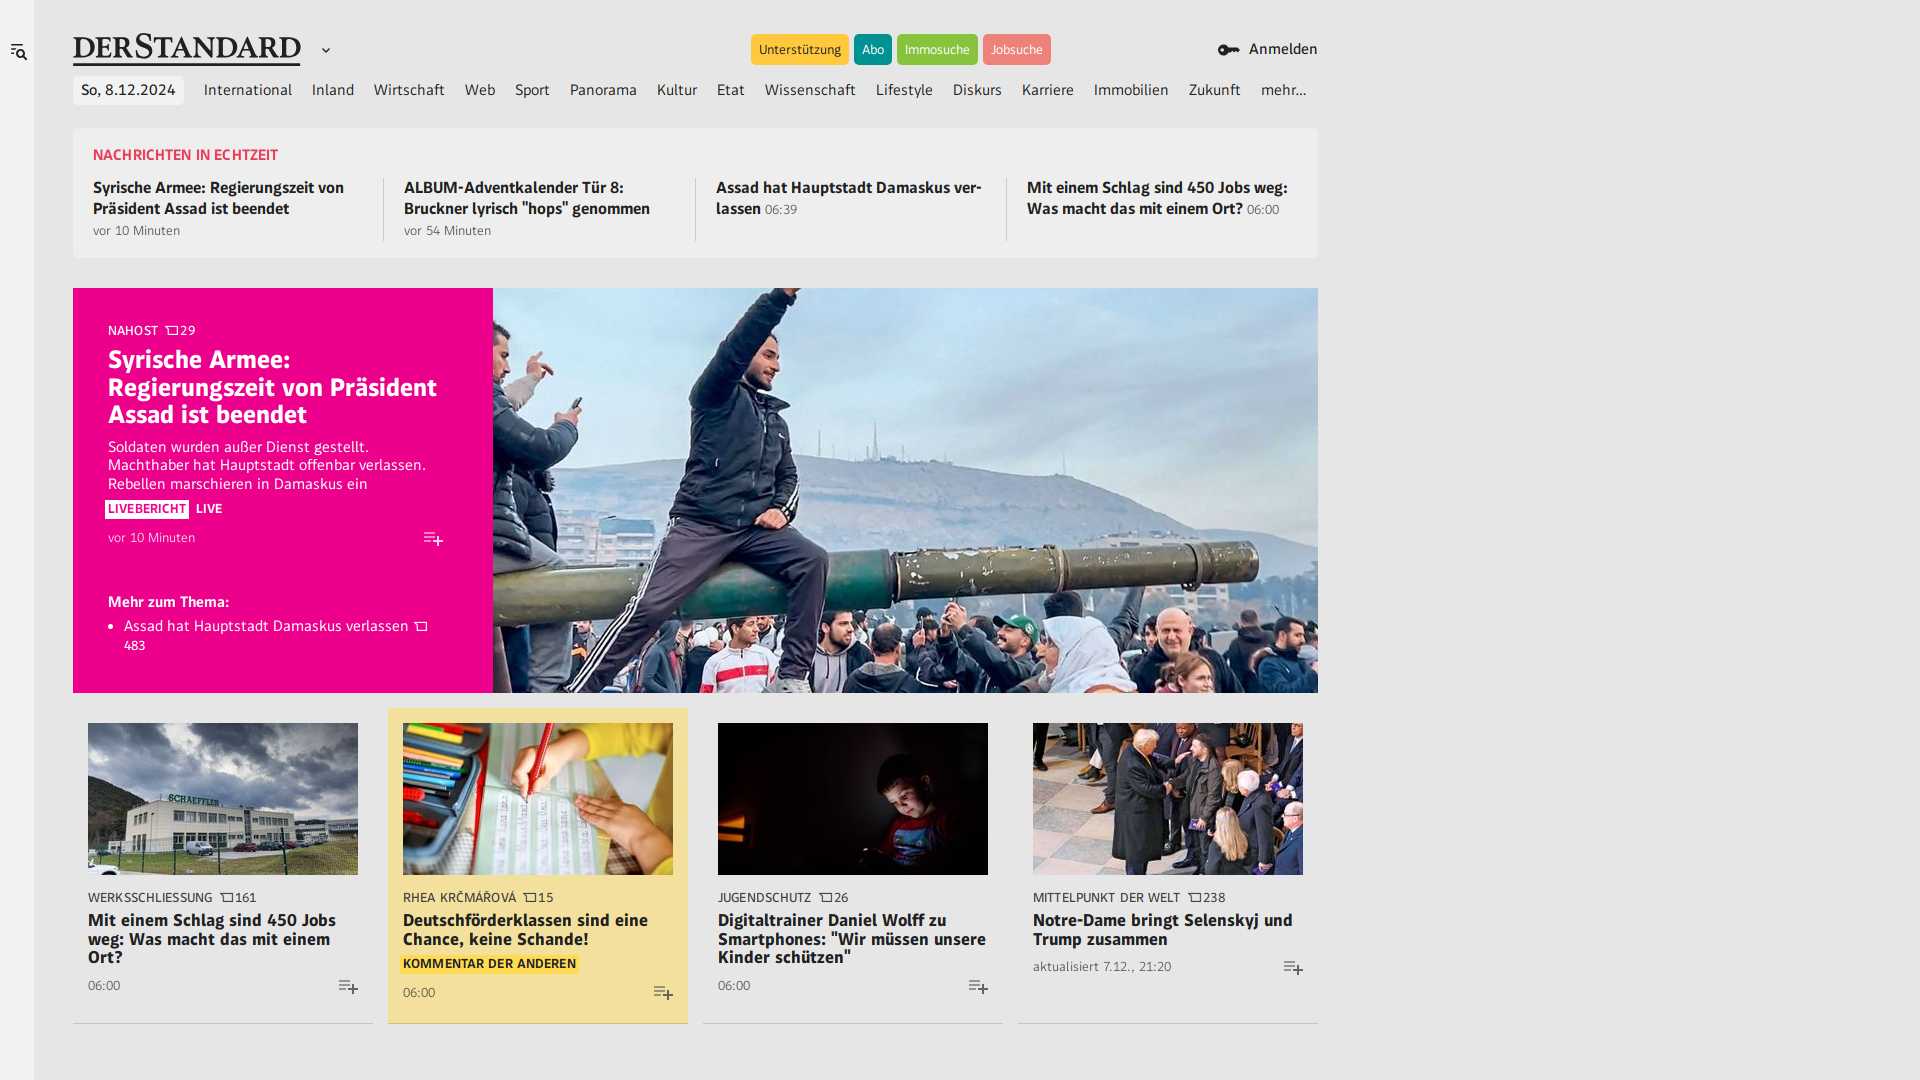 DERSTANDARD
Unterstützung Abo Immosuche Jobsuche
Anmelden
So, 8.12.2024 International Inland Wirtschaft Web Sport Panorama Kultur Etat Wissenschaft Lifestyle Diskurs Karriere Immobilien Zukunft mehr...
NACHRICHTEN IN ECHTZEIT
Syrische Armee: Regierungszeit von
Präsident Assad ist beendet
vor 10 Minuten
ALBUM-Adventkalender Tür 8:
Bruckner lyrisch "hops" genommen
vor 54 Minuten
Assad hat Hauptstadt Damaskus ver-
lassen 06:39
Mit einem Schlag sind 450 Jobs weg:
Was macht das mit einem Ort? 06:00
NAHOST 29
Syrische Armee:
Regierungszeit von Präsident
Assad ist beendet
Soldaten wurden außer Dienst gestellt.
Machthaber hat Hauptstadt offenbar verlassen.
Rebellen marschieren in Damaskus ein
LIVEBERICHT LIVE
vor 10 Minuten
Mehr zum Thema:
• Assad hat Hauptstadt Damaskus verlassen
483
SCHAEFFLER
WERKSSCHLIESSUNG 161
Mit einem Schlag sind 450 Jobs
weg: Was macht das mit einem
Ort?
06:00
RHEA KRČMÁŘOVÁ 15
Deutschförderklassen sind eine
Chance, keine Schande!
KOMMENTAR DER ANDEREN
06:00
JUGENDSCHUTZ 26
Digitaltrainer Daniel Wolff zu
Smartphones: "Wir müssen unsere
Kinder schützen"
06:00
MITTELPUNKT DER WELT 238
Notre-Dame bringt Selenskyj und
Trump zusammen
aktualisiert 7.12., 21:20